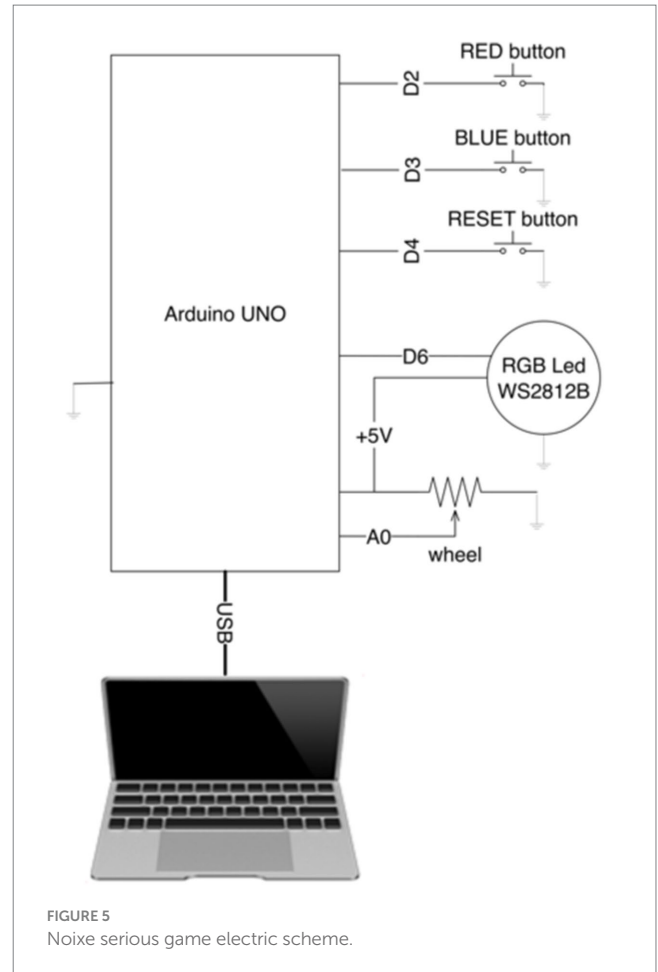 RED button
D2
BLUE button
D3
RESET button
D4
Arduino UNO
D6
RGB Led
WS2812B
+5V
A0
wheel
USB
FIGURE 5
Noixe serious game electric scheme.